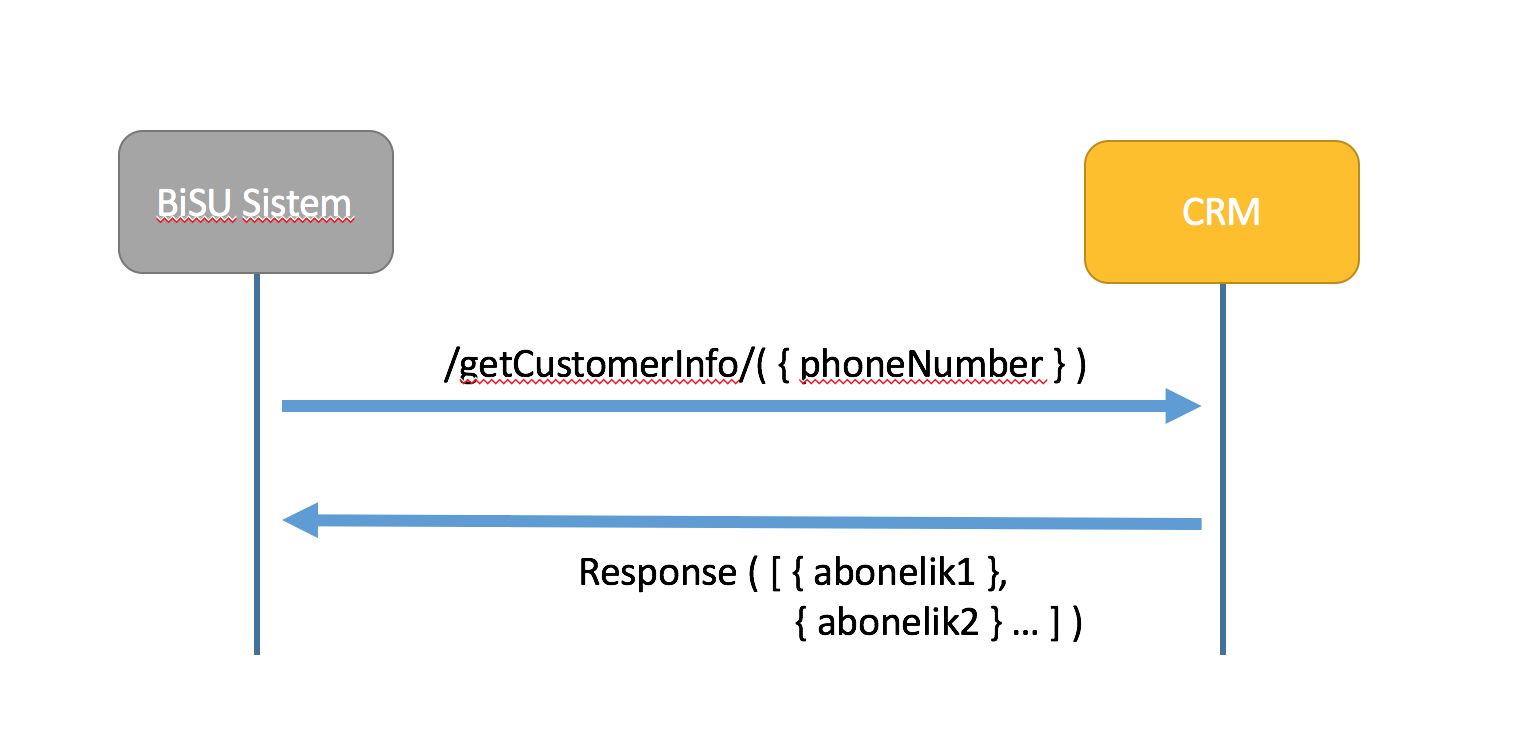 BiSU Sistem
CRM
/getCustomerInfo/( { phoneNumber } )
Response ( [ { abonelik1 },
{ abonelik2 } ... ] )